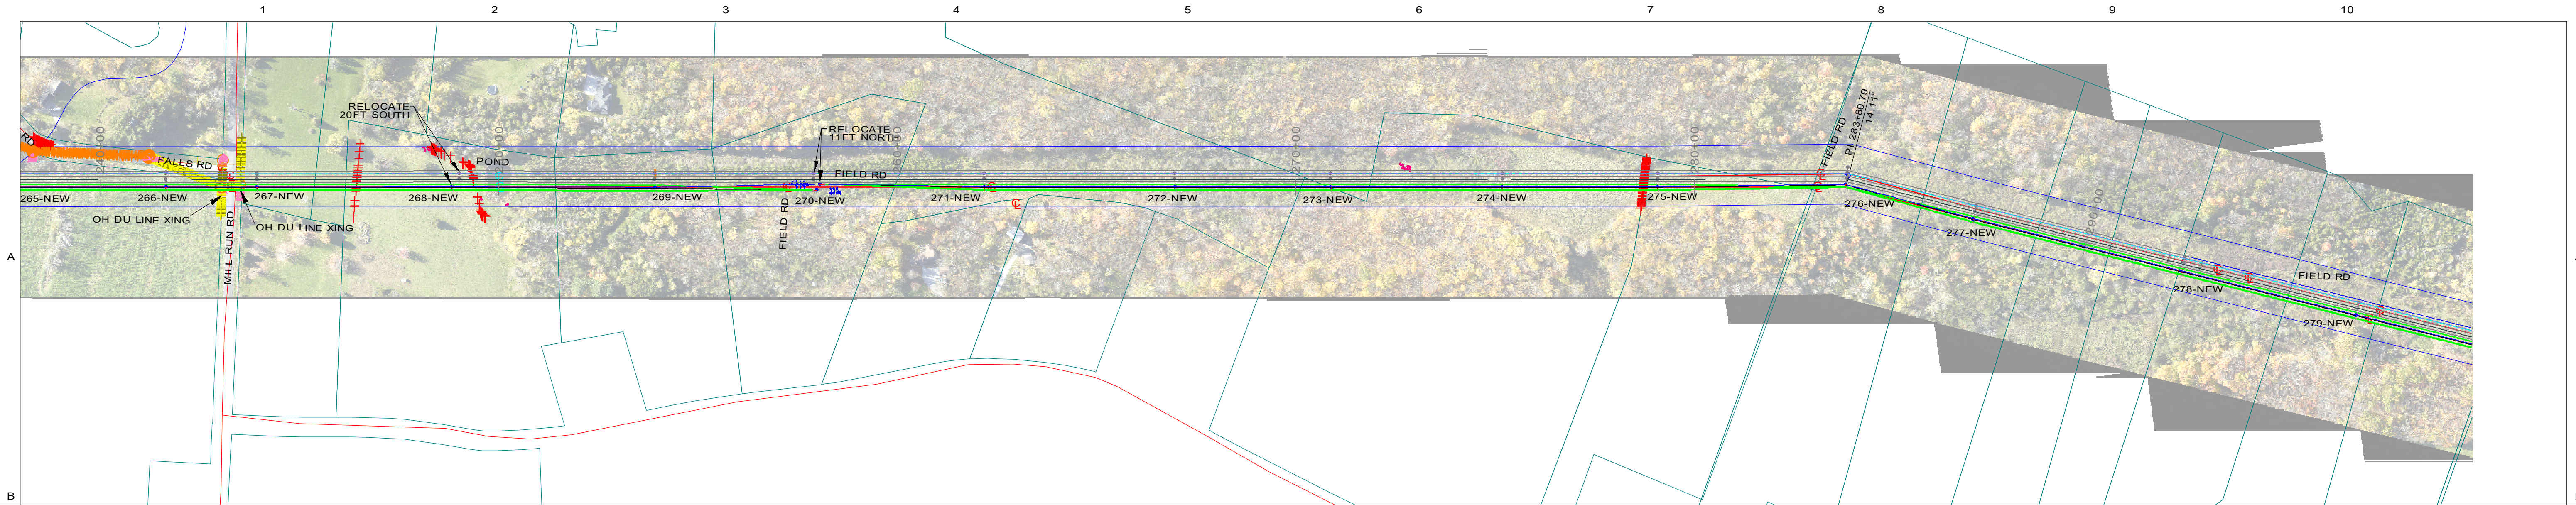 1 2 3 4 5 6 7 8 9 10
RELOCATE
20FT SOUTH
RELOCATE
11FT NORTH
PI 283+80.79
14.11°
FIELD RD
RD
FALLS RD
POND
FIELD RD
270+00
280+00
265-NEW
266-NEW
267-NEW
268-NEW
269-NEW
270-NEW
271-NEW
272-NEW
273-NEW
274-NEW
275-NEW
276-NEW
277-NEW
278-NEW
279-NEW
OH DU LINE XING
OH DU LINE XING
MILL RUN RD
FIELD RD
FIELD RD
A
B